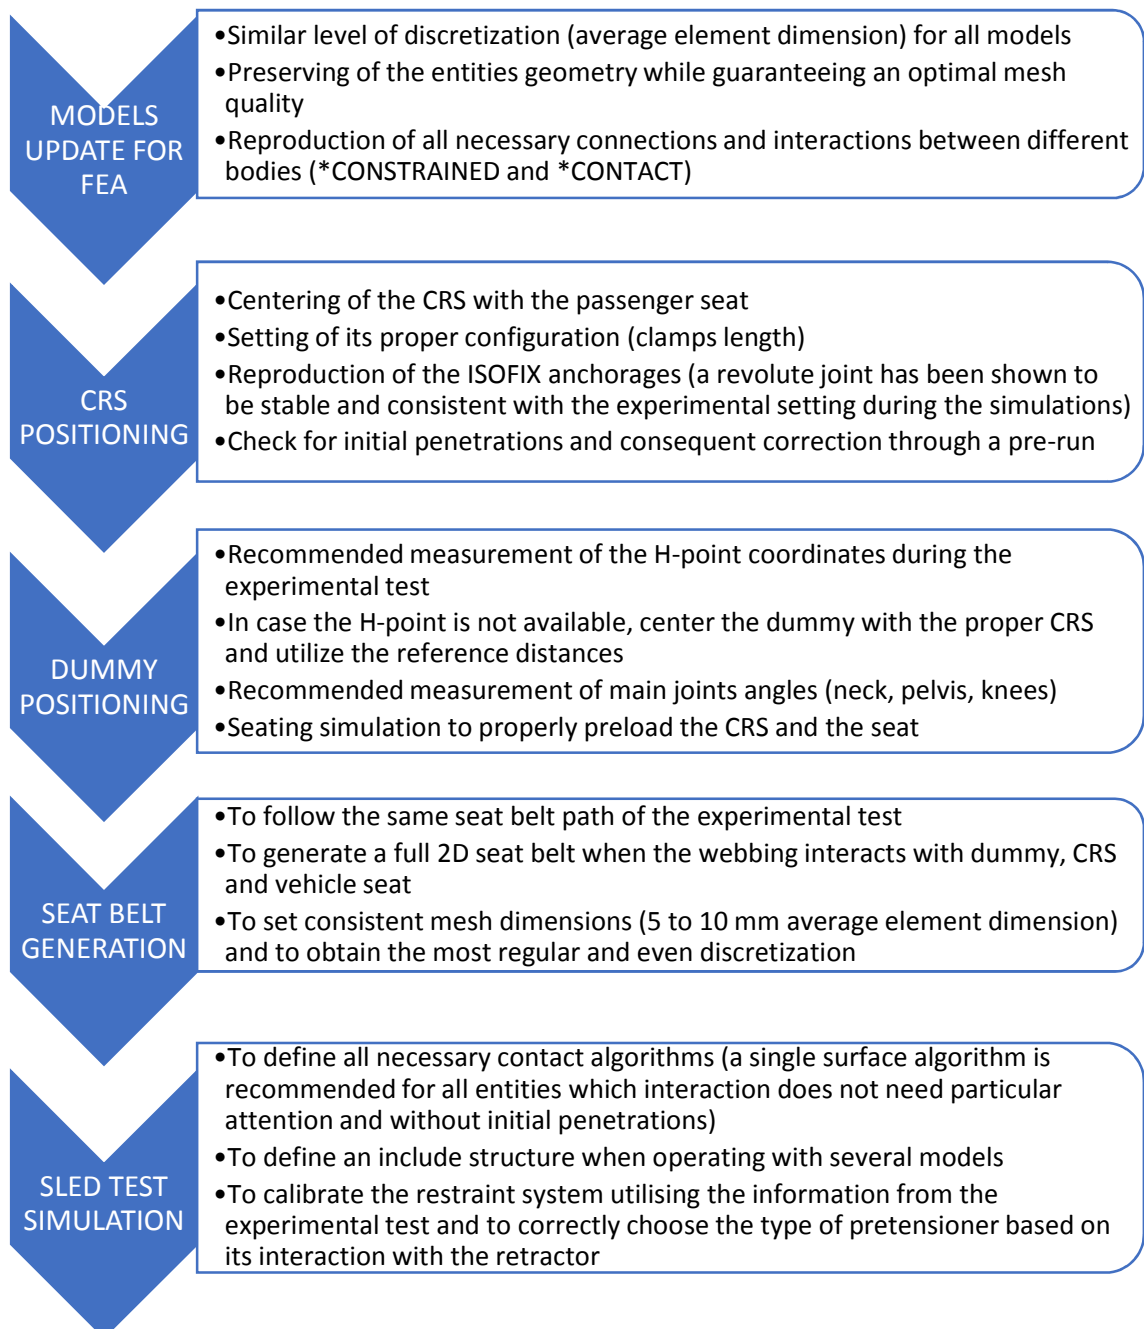 MODELS
UPDATE FOR
FEA
•Similar level of discretization (average element dimension) for all models
•Preserving of the entities geometry while guaranteeing an optimal mesh
quality
•Reproduction of all necessary connections and interactions between different
bodies (*CONSTRAINED and *CONTACT)
CRS
POSITIONING
•Centering of the CRS with the passenger seat
•Setting of its proper configuration (clamps length)
•Reproduction of the ISOFIX anchorages (a revolute joint has been shown to
be stable and consistent with the experimental setting during the simulations)
•Check for initial penetrations and consequent correction through a pre-run
DUMMY
POSITIONING
•Recommended measurement of the H-point coordinates during the
experimental test
•In case the H-point is not available, center the dummy with the proper CRS
and utilize the reference distances
•Recommended measurement of main joints angles (neck, pelvis, knees)
•Seating simulation to properly preload the CRS and the seat
SEAT BELT
GENERATION
•To follow the same seat belt path of the experimental test
•To generate a full 2D seat belt when the webbing interacts with dummy, CRS
and vehicle seat
•To set consistent mesh dimensions (5 to 10 mm average element dimension)
and to obtain the most regular and even discretization
SLED TEST
SIMULATION
•To define all necessary contact algorithms (a single surface algorithm is
recommended for all entities which interaction does not need particular
attention and without initial penetrations)
•To define an include structure when operating with several models
•To calibrate the restraint system utilising the information from the
experimental test and to correctly choose the type of pretensioner based on
its interaction with the retractor